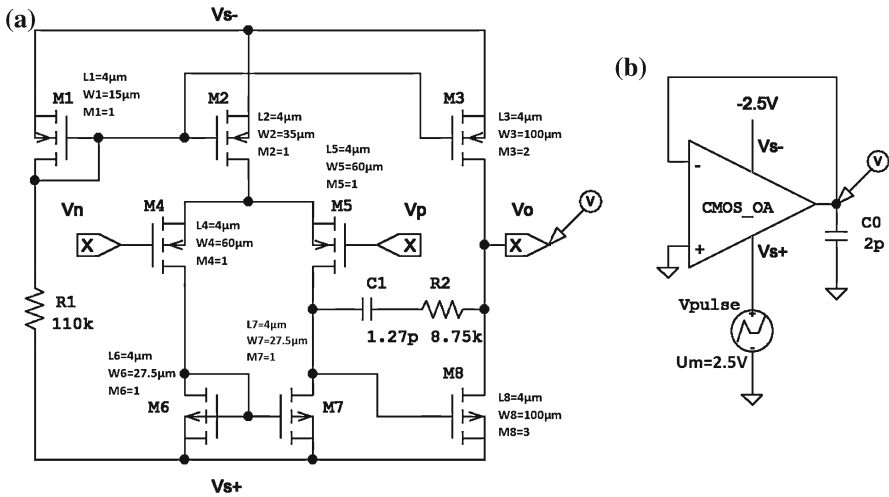 (a)
Vs-
L1=4μm
W1=15μm
M1=1
M1
M2
L2=4μm
W2=35μm
M2=1
M3
L3=4μm
W3=100μm
M3=2
L5=4μm
W5=60μm
M5=1
Vn
X
M4
L4=4μm
W4=60μm
M4=1
M5
Vp
X
Vo
X
V
R1
110k
C1
1.27p
R2
8.75k
L6=4μm
W6=27.5μm
M6=1
M6
L7=4μm
W7=27.5μm
M7=1
M7
M8
L8=4μm
W8=100μm
M8=3
Vs+
(b)
-2.5V
Vs-
-
CMOS_OA
+
Vs+
V
C0
2p
Vpulse
+
-
Um=2.5V